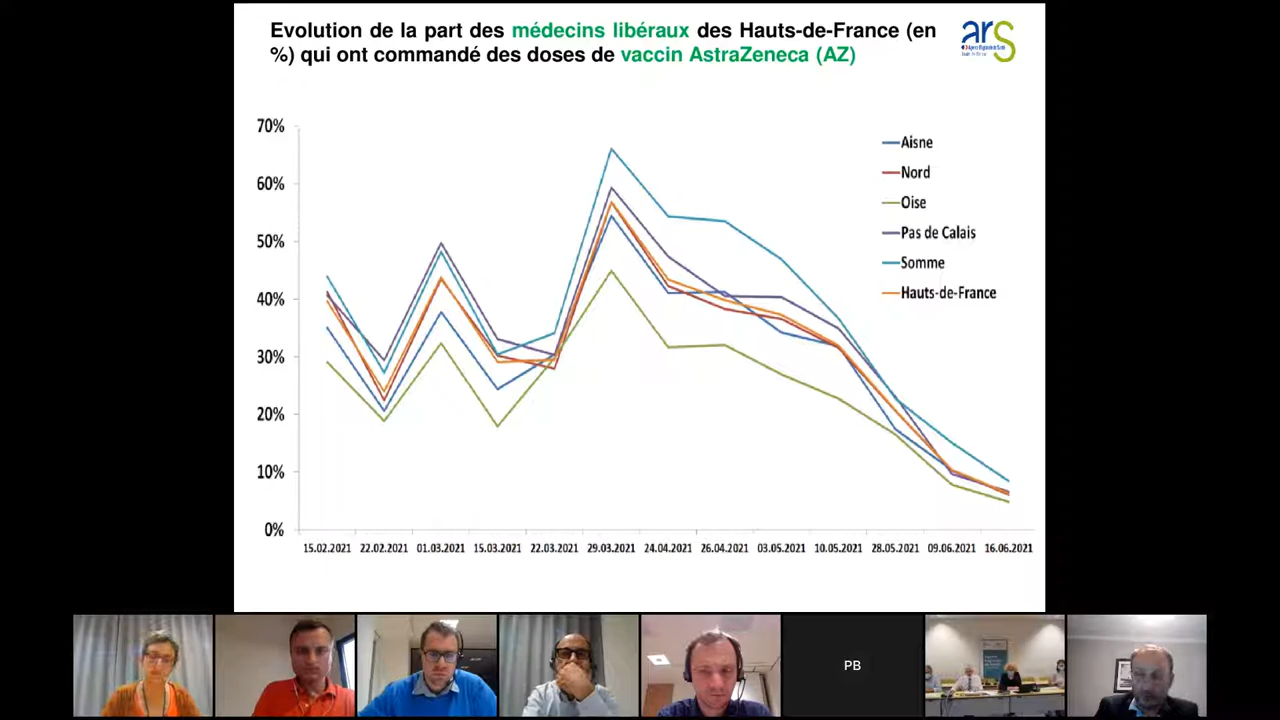 Evolution de la part des médecins libéraux des Hauts-de-France (en
%) qui ont commandé des doses de vaccin AstraZeneca (AZ)
ars
70%
60%
50%
40%
30%
20%
10%
0%
Aisne
Nord
Oise
Pas de Calais
Somme
Hauts-de-France
15.02.2021 22.02.2021 01.03.2021 15.03.2021 22.03.2021 29.03.2021 24.04.2021 26.04.2021 03.05.2021 10.05.2021 28.05.2021 09.06.2021 16.06.2021
PB